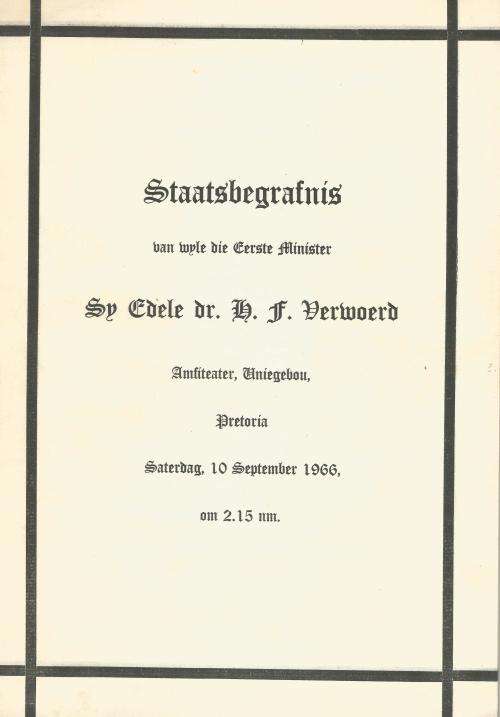 Staatsbegrafnis
van wyle die Eerste Minister
Sy Edele dr. H. F. Verwoerd
Amfiteater, Uniegebou,
Pretoria
Saterdag, 10 September 1966,
om 2.15 nm.